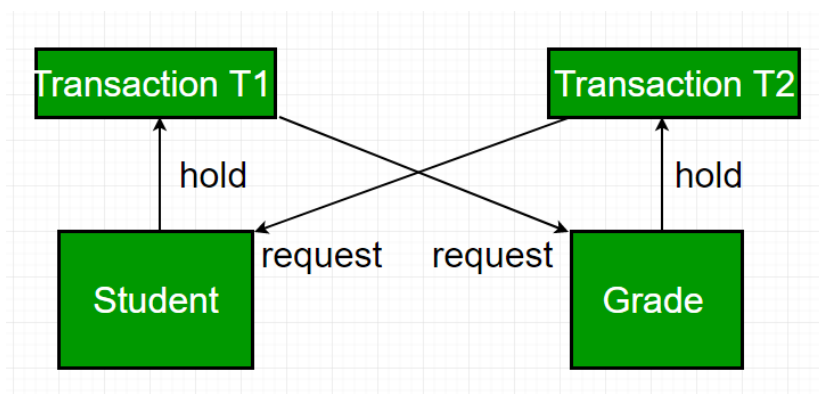 Transaction T1
Transaction T2
hold
hold
request
request
Student
Grade